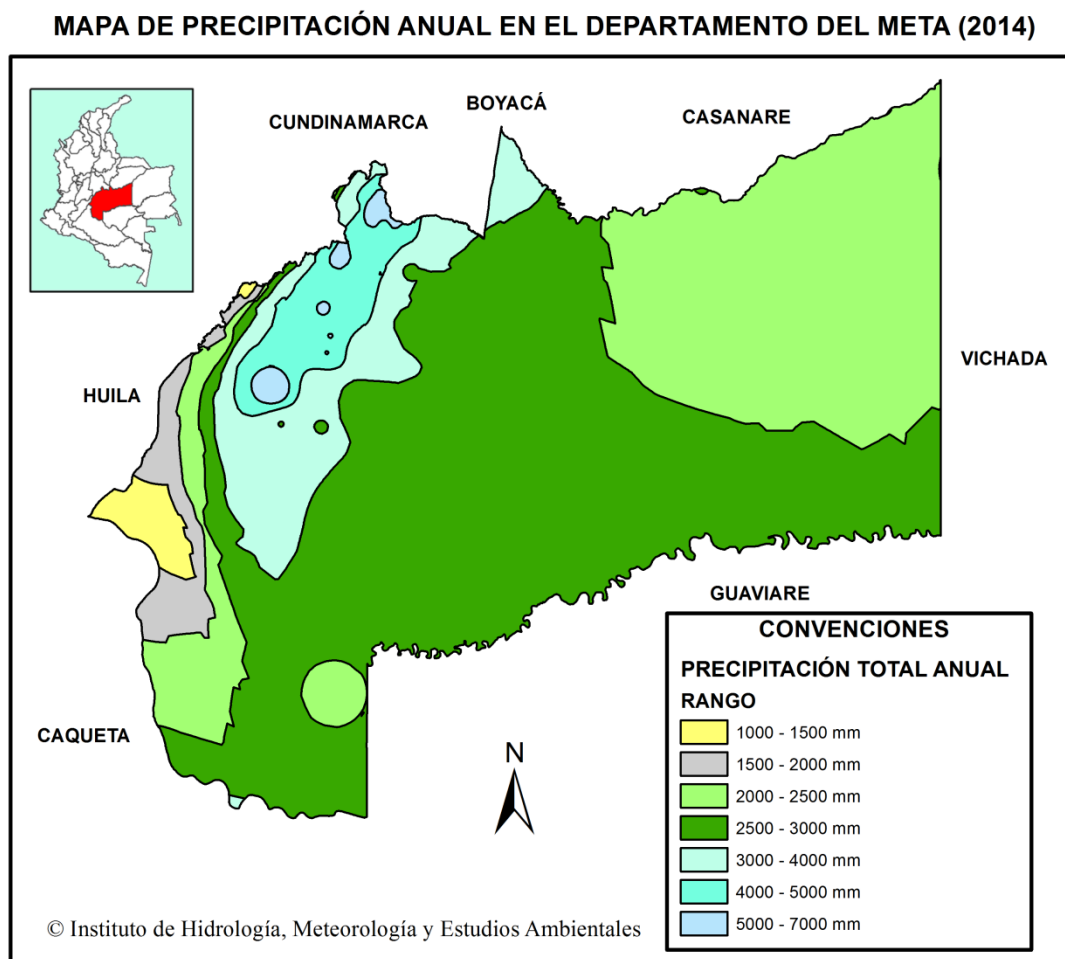 MAPA DE PRECIPITACIÓN ANUAL EN EL DEPARTAMENTO DEL META (2014)
BOYACÁ
CUNDINAMARCA
CASANARE
VICHADA
HUILA
GUAVIARE
CAQUETA
N
CONVENCIONES
PRECIPITACIÓN TOTAL ANUAL
RANGO
1000 - 1500 mm
1500 - 2000 mm
2000 - 2500 mm
2500 - 3000 mm
3000 - 4000 mm
4000 - 5000 mm
5000 - 7000 mm
© Instituto de Hidrología, Meteorología y Estudios Ambientales